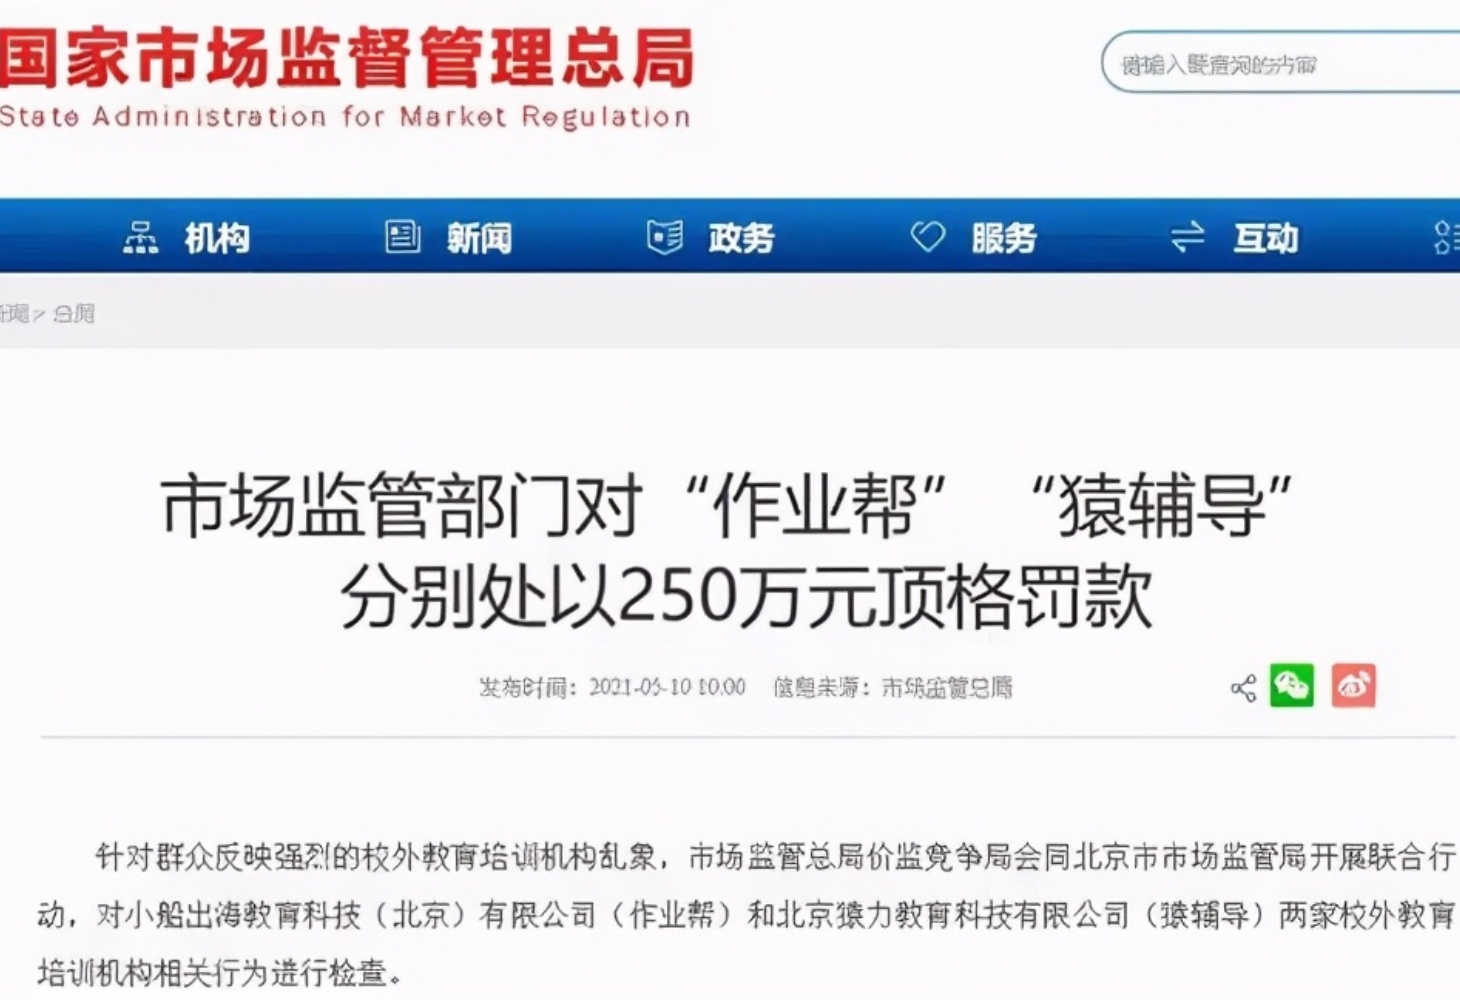 国家市场监督管理总局
State Administration for Market Regulation
请输入要查询的内容
机构
新闻
政务
服务
互动
新闻>
市场监管部门对“作业帮”“猿辅导”
分别处以250万元顶格罚款
发布时间：2021-05-10 10:00 信息来源：市场监管总局
针对群众反映强烈的校外教育培训机构乱象，市场监管总局价监竞争局会同北京市市场监管局开展联合行
动，对小船出海教育科技（北京）有限公司（作业帮）和北京猿力教育科技有限公司（猿辅导）两家校外教育
培训机构相关行为进行检查。